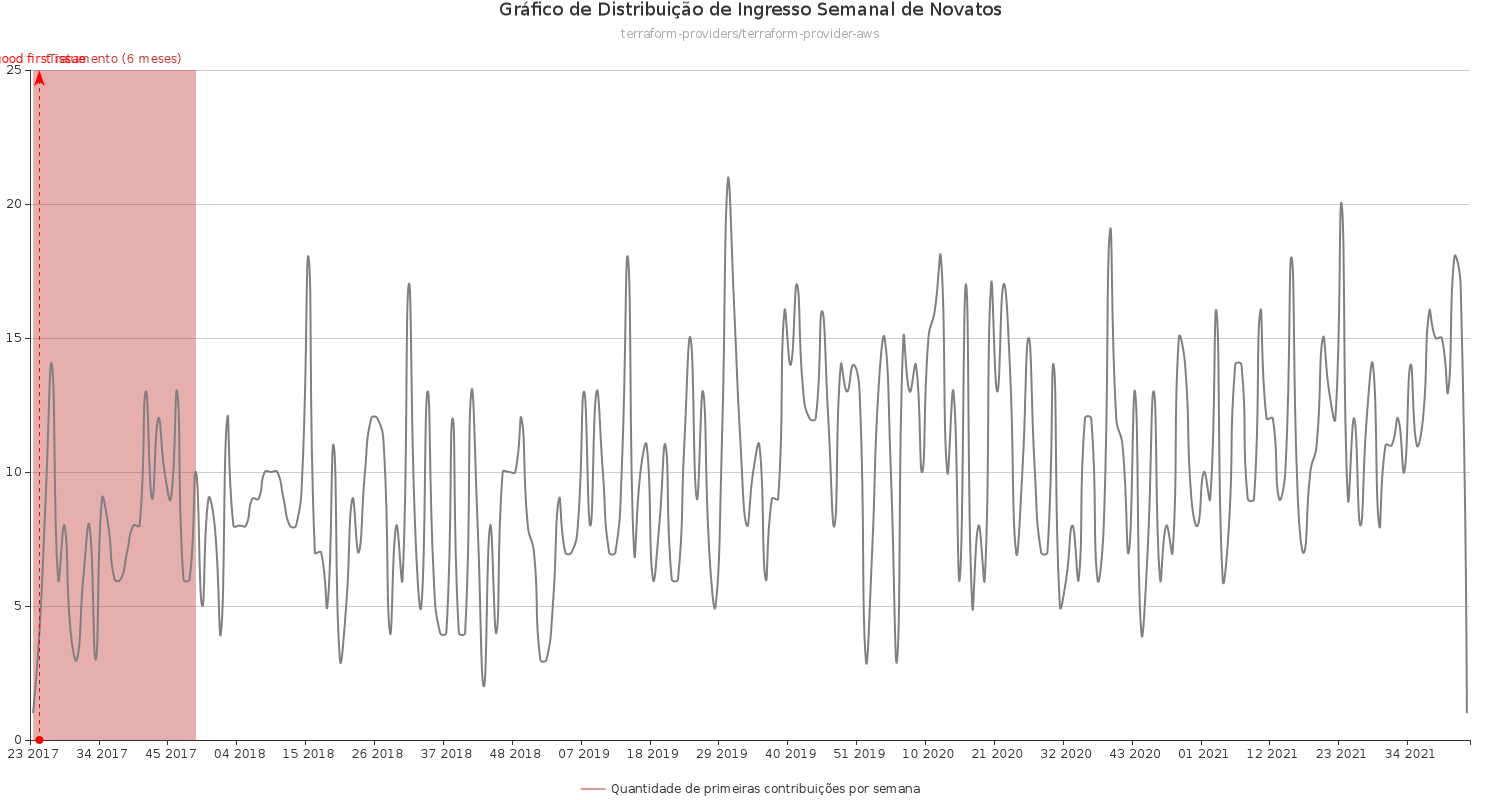 Gráfico de Distribuição de Ingresso Semanal de Novatos
terraform-providers/terraform-provider-aws
good first issue
Tratamento (6 meses)
25
20
15
10
5
0
23 2017 34 2017 45 2017 04 2018 15 2018 26 2018 37 2018 48 2018 07 2019 18 2019 29 2019 40 2019 51 2019 10 2020 21 2020 32 2020 43 2020 01 2021 12 2021 23 2021 34 2021
Quantidade de primeiras contribuições por semana